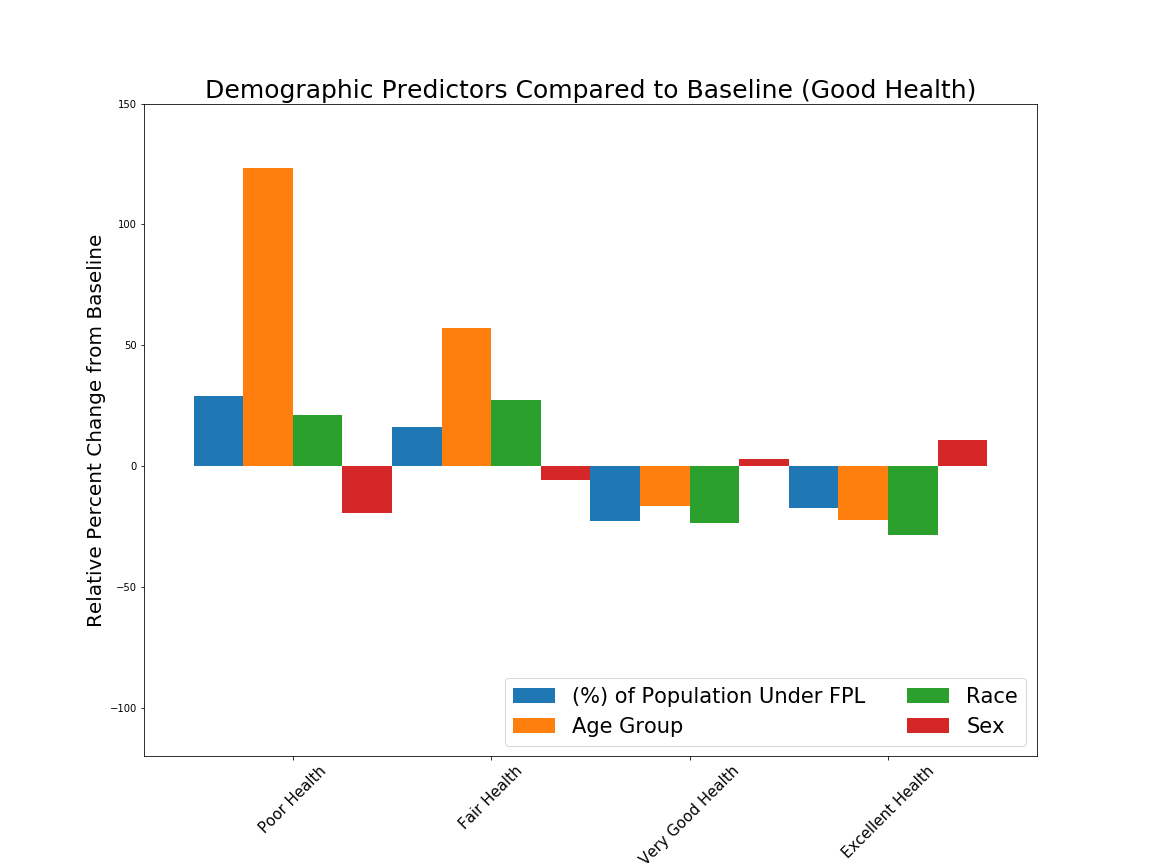 Demographic Predictors Compared to Baseline (Good Health)
Relative Percent Change from Baseline
150
100
50
0
−50
−100
(%) of Population Under FPL
Age Group
Race
Sex
Poor Health
Fair Health
Very Good Health
Excellent Health